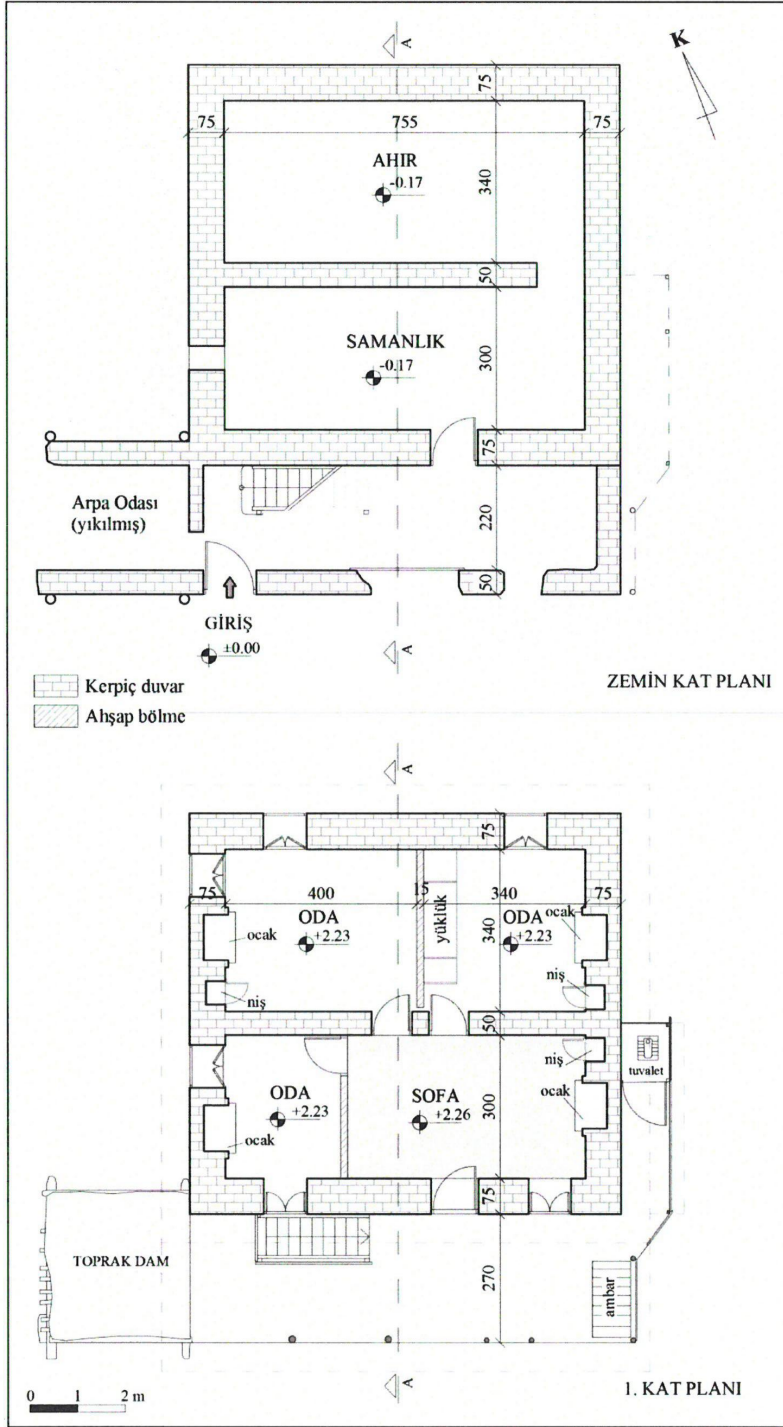 A
K
75
75
755
75
AHIR
-0.17
340
50
SAMANLIK
-0.17
300
75
Arpa Odası
(yıkılmış)
220
50
GİRİŞ
±0.00
A
Kerpiç duvar
Ahşap bölme
ZEMİN KAT PLANI
A
75
75
400
15
340
75
ODA
+2.23
ocak
yüklük
340
ODA
+2.23
ocak
niş
niş
50
niş
tuvalet
ODA
+2.23
ocak
SOFA
+2.26
300
ocak
75
TOPRAK DAM
270
ambar
A
0 1 2 m
1. KAT PLANI